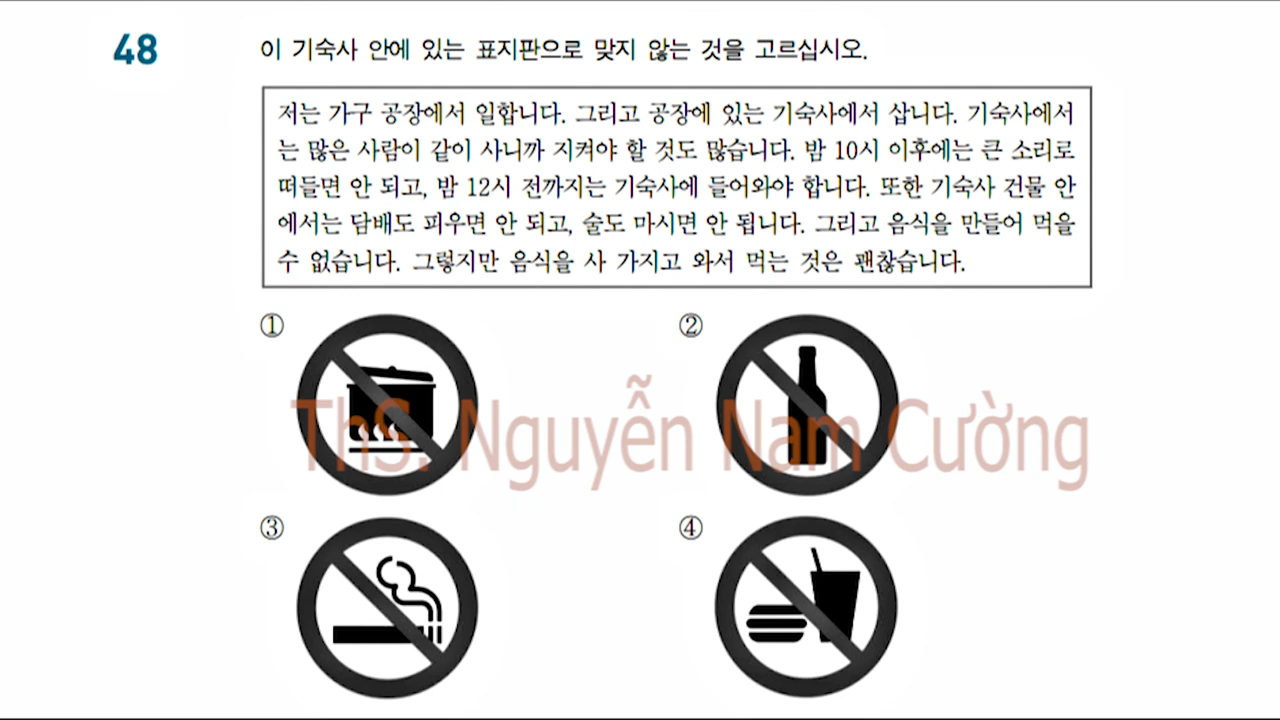 48
이 기숙사 안에 있는 표지판으로 맞지 않는 것을 고르십시오.
저는 가구 공장에서 일합니다. 그리고 공장에 있는 기숙사에서 삽니다. 기숙사에서
는 많은 사람이 같이 사니까 지켜야 할 것도 많습니다. 밤 10시 이후에는 큰 소리로
떠들면 안 되고, 밤 12시 전까지는 기숙사에 들어와야 합니다. 또한 기숙사 건물 안
에서는 담배도 피우면 안 되고, 술도 마시면 안 됩니다. 그리고 음식을 만들어 먹을
수 없습니다. 그렇지만 음식을 사 가지고 와서 먹는 것은 괜찮습니다.
① ②
ThS. Nguyễn Nam Cường
③ ④